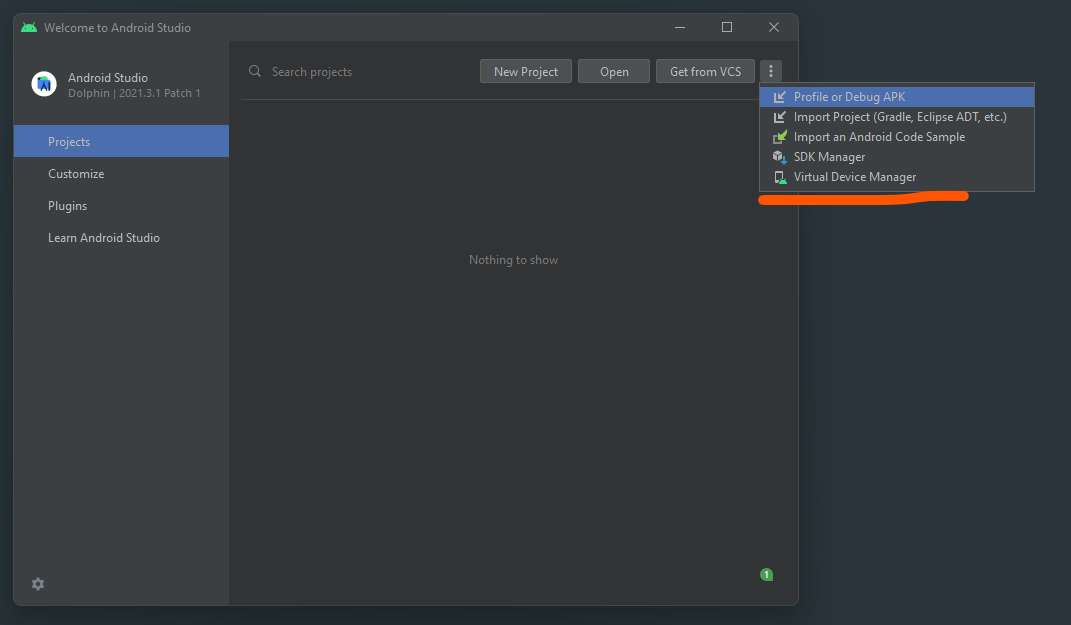 Welcome to Android Studio
Android Studio
Dolphin | 2021.3.1 Patch 1
Projects
Customize
Plugins
Learn Android Studio
Search projects
New Project
Open
Get from VCS
Profile or Debug APK
Import Project (Gradle, Eclipse ADT, etc.)
Import an Android Code Sample
SDK Manager
Virtual Device Manager
Nothing to show
1